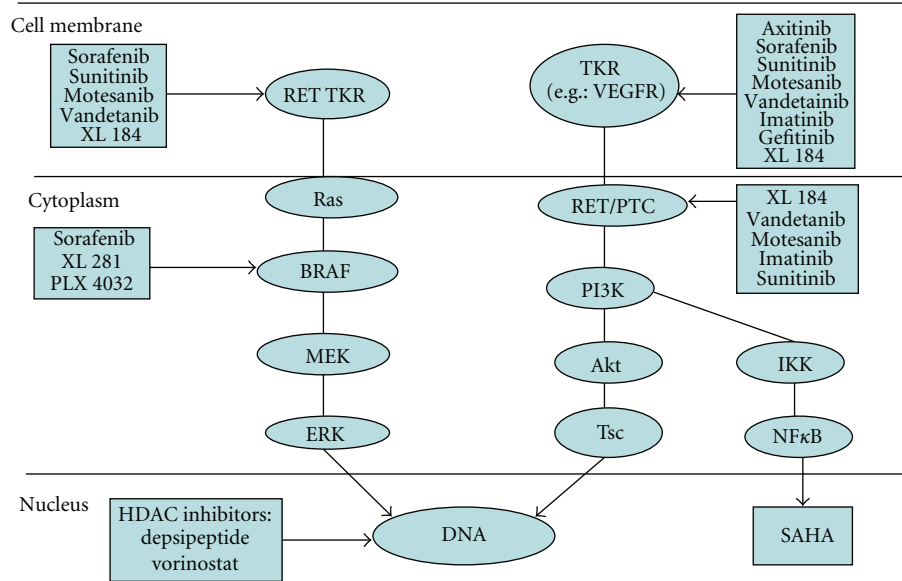 Cell membrane
Sorafenib
Sunitinib
Motesanib
Vandetanib
XL 184
RET TKR
TKR
(e.g.: VEGFR)
Axitinib
Sorafenib
Sunitinib
Motesanib
Vandetainib
Imatinib
Gefitinib
XL 184
Cytoplasm
Ras
RET/PTC
XL 184
Vandetanib
Motesanib
Imatinib
Sunitinib
Sorafenib
XL 281
PLX 4032
BRAF
PI3K
MEK
Akt
IKK
ERK
Tsc
NFκB
Nucleus
HDAC inhibitors:
depsipeptide
vorinostat
DNA
SAHA